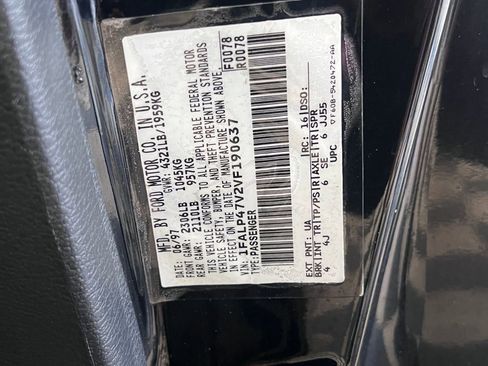 MFD. BY FORD MOTOR CO. IN U.S.A.
06/97 GVWR: 4321LB/1959KG
FRONT GAWR: 2306LB 1045KG
REAR GAWR: 2110LB 957KG
THIS VEHICLE CONFORMS TO ALL APPLICABLE FEDERAL MOTOR
VEHICLE SAFETY, BUMPER, AND THEFT PREVENTION STANDARDS
IN EFFECT ON THE DATE OF MANUFACTURE SHOWN ABOVE.
1FALP47V2VF190637
TYPE: PASSENGER
F0078
R0078
EXT PNT: UA RC: 16 DSO:
BRK INT TR TP/PS R AXLE TR SPR
4 4J 6 SE 6 JJ55
UPC